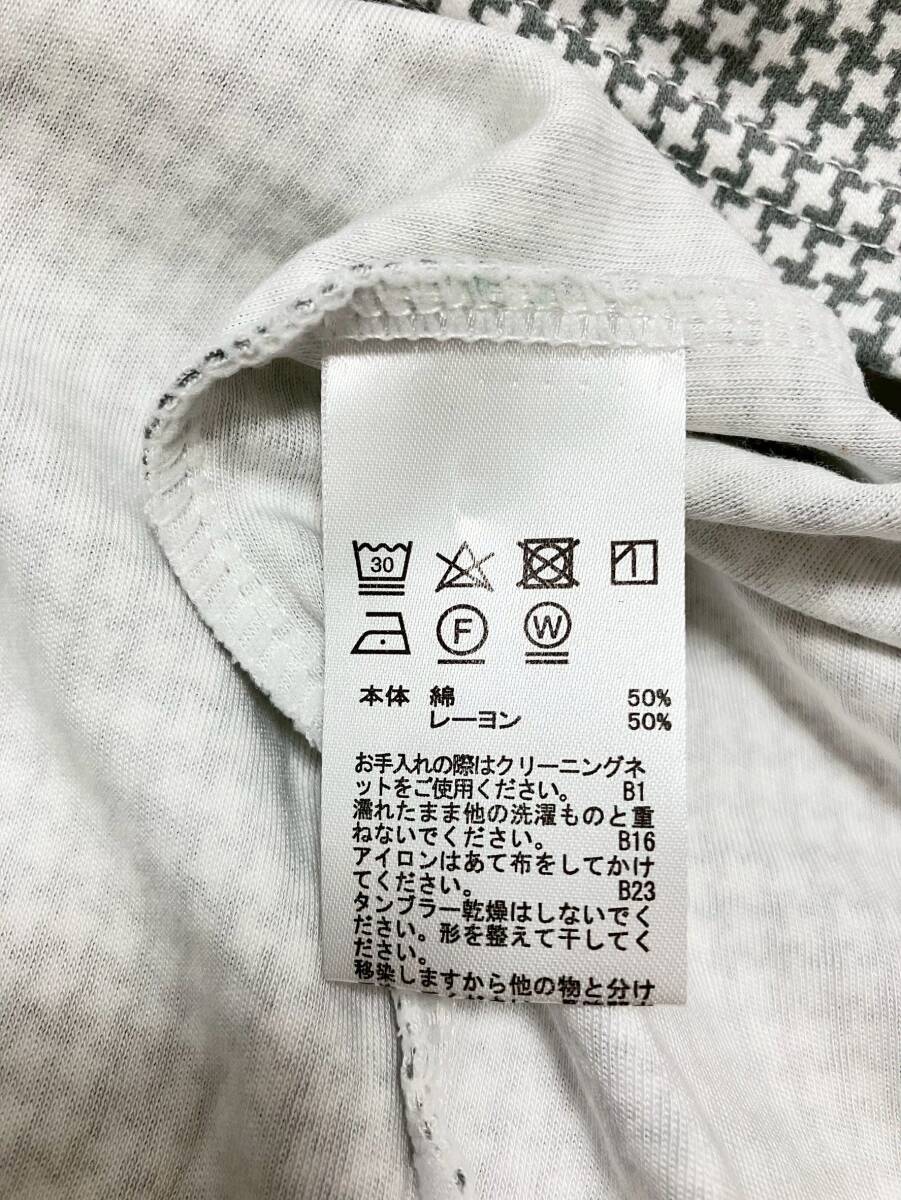 30
F W
本体 綿 50%
レーヨン 50%
お手入れの際はクリーニングネ
ットをご使用ください。 B1
濡れたまま他の洗濯ものと重
ねないでください。 B16
アイロンはあて布をしてかけ
てください。 B23
タンブラー乾燥はしないでく
ださい。形を整えて干してく
ださい。
移染しますから他の物と分け